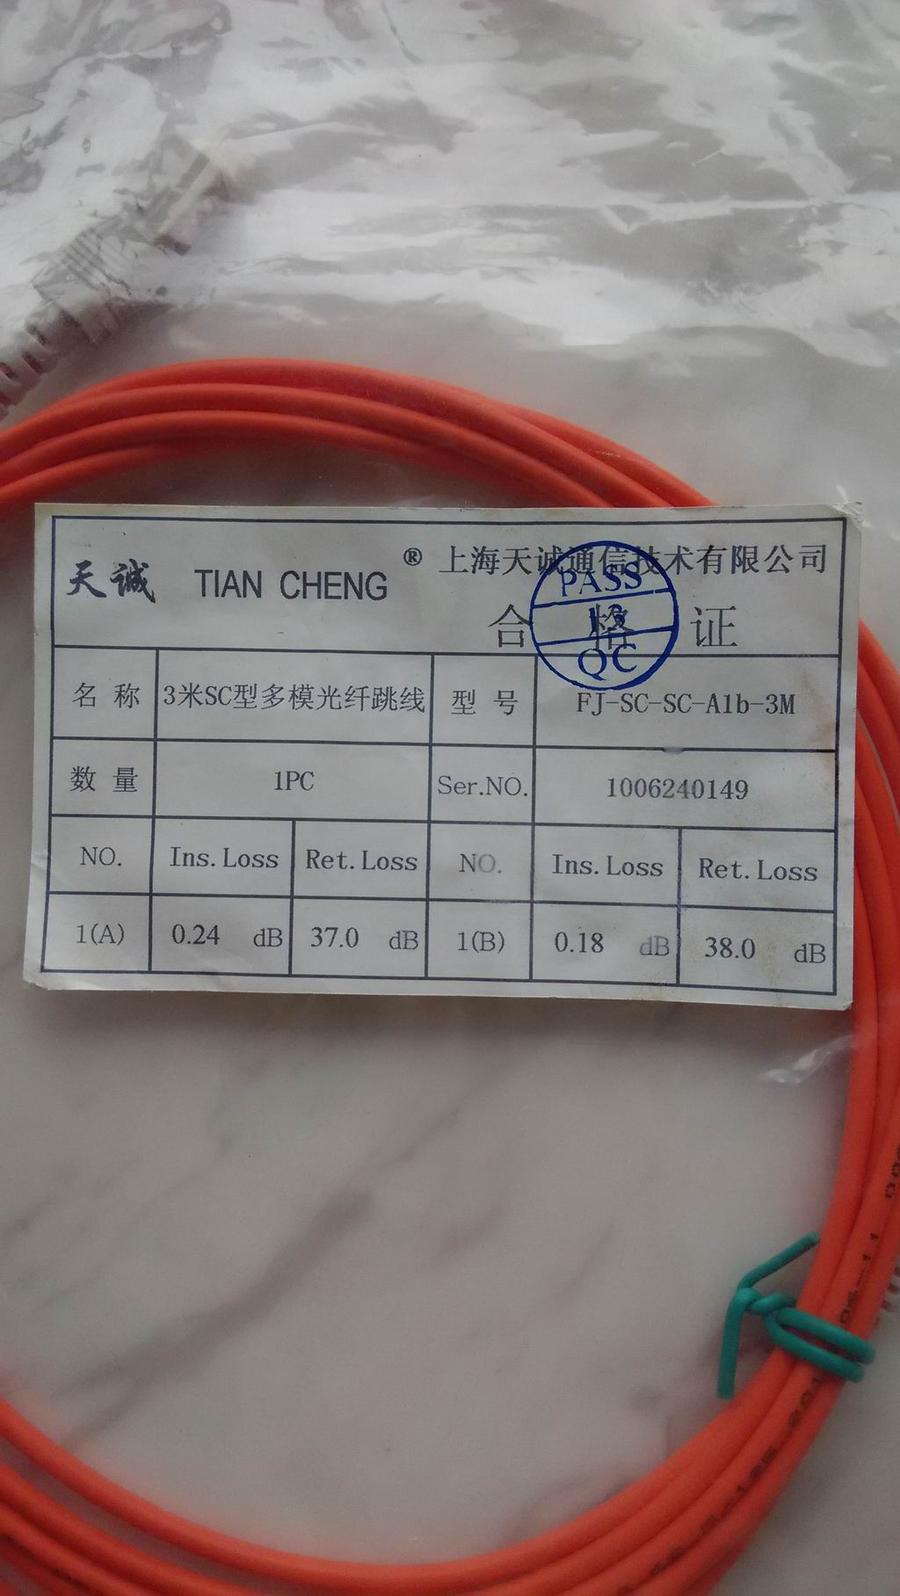 天诚 TIAN CHENG ® 上海天诚通信技术有限公司
合格证
PASS
13
QC
名称 3米SC型多模光纤跳线 型号 FJ-SC-SC-A1b-3M
数量 1PC Ser.NO. 1006240149
NO. Ins.Loss Ret.Loss NO. Ins.Loss Ret.Loss
1(A) 0.24 dB 37.0 dB 1(B) 0.18 dB 38.0 dB